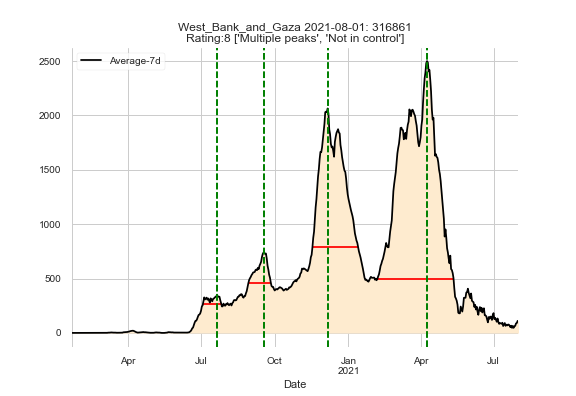 West_Bank_and_Gaza 2021-08-01: 316861
Rating:8 ['Multiple peaks', 'Not in control']
Average-7d
2500
2000
1500
1000
500
0
Apr
Jul
Oct
Jan
2021
Apr
Jul
Date